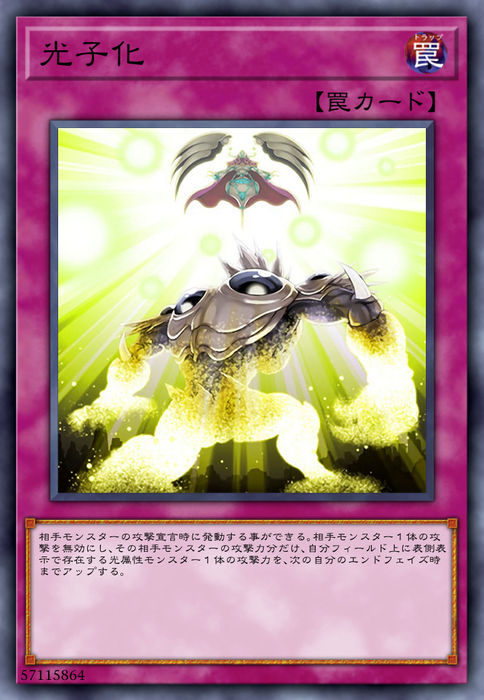 光子化
トラップ
罠
【罠カード】
相手モンスターの攻撃宣言時に発動する事ができる。相手モンスター１体の攻
撃を無効にし、その相手モンスターの攻撃力分だけ、自分フィールド上に表側表
示で存在する光属性モンスター１体の攻撃力を、次の自分のエンドフェイズ時
までアップする。
57115864